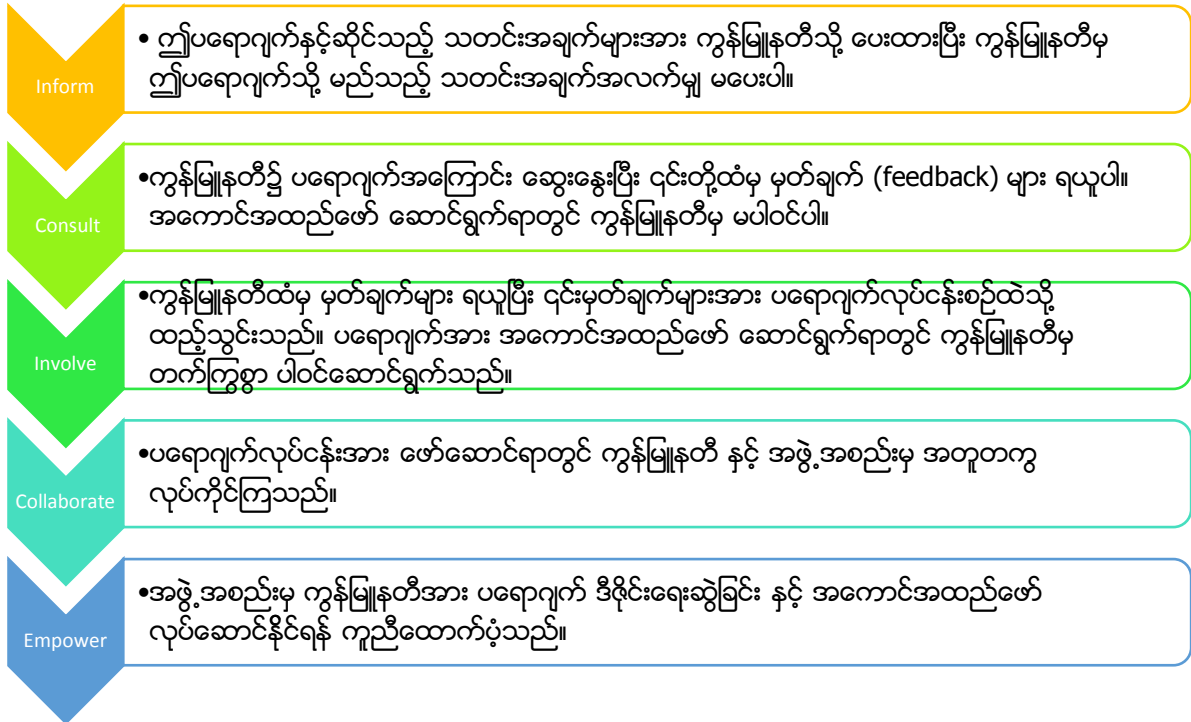 Inform
• ဤပရောဂျက်နှင့်ဆိုင်သည့် သတင်းအချက်များအား ကွန်မြူနတီသို့ ပေးထားပြီး ကွန်မြူနတီမှ
ဤပရောဂျက်သို့ မည်သည့် သတင်းအချက်အလက်မျှ မပေးပါ။
Consult
•ကွန်မြူနတီ၌ ပရောဂျက်အကြောင်း ဆွေးနွေးပြီး ၎င်းတို့ထံမှ မှတ်ချက် (feedback) များ ရယူပါ။
အကောင်အထည်ဖော် ဆောင်ရွက်ရာတွင် ကွန်မြူနတီမှ မပါဝင်ပါ။
Involve
•ကွန်မြူနတီထံမှ မှတ်ချက်များ ရယူပြီး ၎င်းမှတ်ချက်များအား ပရောဂျက်လုပ်ငန်းစဉ်ထဲသို့
ထည့်သွင်းသည်။ ပရောဂျက်အား အကောင်အထည်ဖော် ဆောင်ရွက်ရာတွင် ကွန်မြူနတီမှ
တက်ကြွစွာ ပါဝင်ဆောင်ရွက်သည်။
Collaborate
•ပရောဂျက်လုပ်ငန်းအား ဖော်ဆောင်ရာတွင် ကွန်မြူနတီ နှင့် အဖွဲ့အစည်းမှ အတူတကွ
လုပ်ကိုင်ကြသည်။
Empower
•အဖွဲ့အစည်းမှ ကွန်မြူနတီအား ပရောဂျက် ဒီဇိုင်းရေးဆွဲခြင်း နှင့် အကောင်အထည်ဖော်
လုပ်ဆောင်နိုင်ရန် ကူညီထောက်ပံ့သည်။